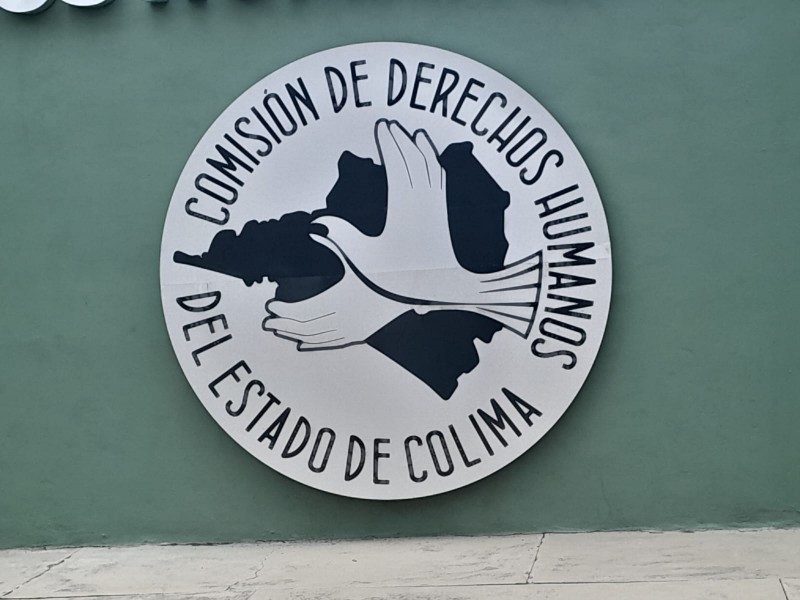 COMISIÓN DE DERECHOS HUMANOS
DEL ESTADO DE COLIMA